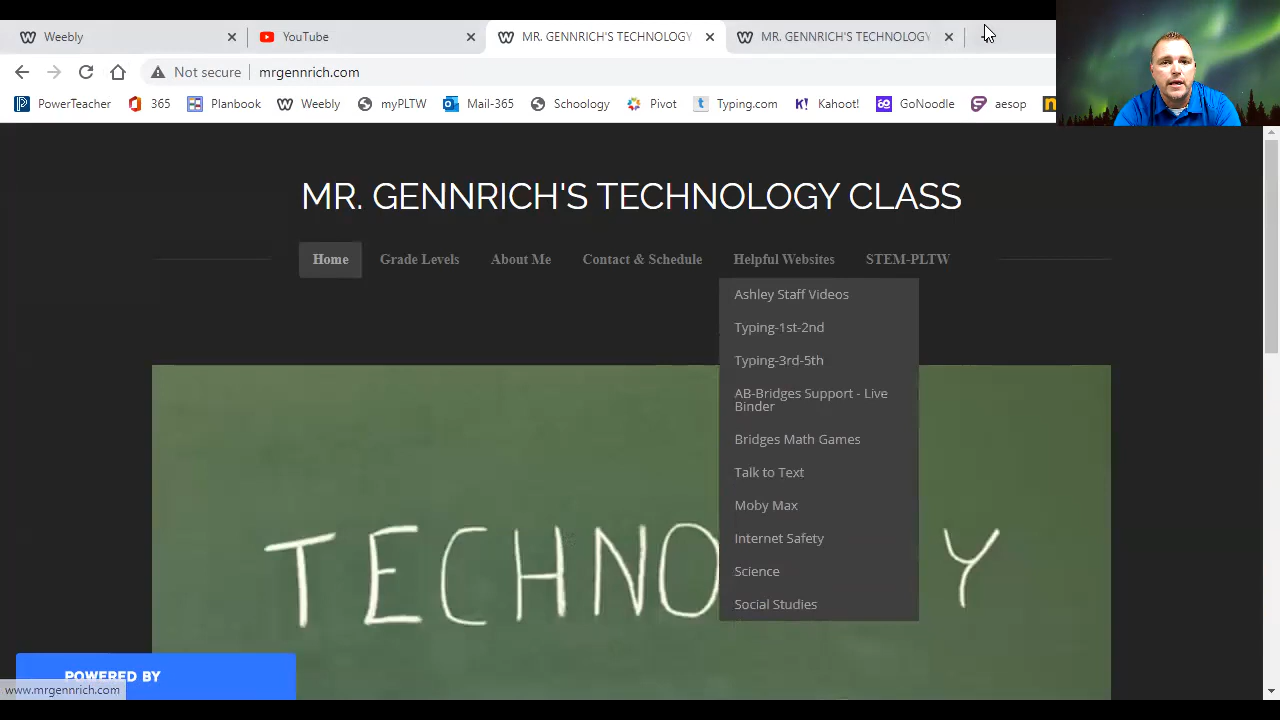 Weebly
YouTube
MR. GENNRICH'S TECHNOLOGY
MR. GENNRICH'S TECHNOLOGY
Not secure
mrgennrich.com
PowerTeacher
365
Planbook
Weebly
myPLTW
Mdl-365
Schoology
Pivot
Typing.com
Kahoot!
GoNoodle
aesop
MR. GENNRICH'S TECHNOLOGY CLASS
Home
Grade Levels
About Me
Contact & Schedule
Helpful Websites
STEM-PLTW
Ashley Staff Videos
Typing-1st-2nd
Typing-3rd-5th
AB-Bridges Support - Live
Binder
Bridges Math Games
Talk to Text
Moby Max
Internet Safety
Science
Social Studies
TECHNO Y
POWERED BY
www.mrgennrich.com